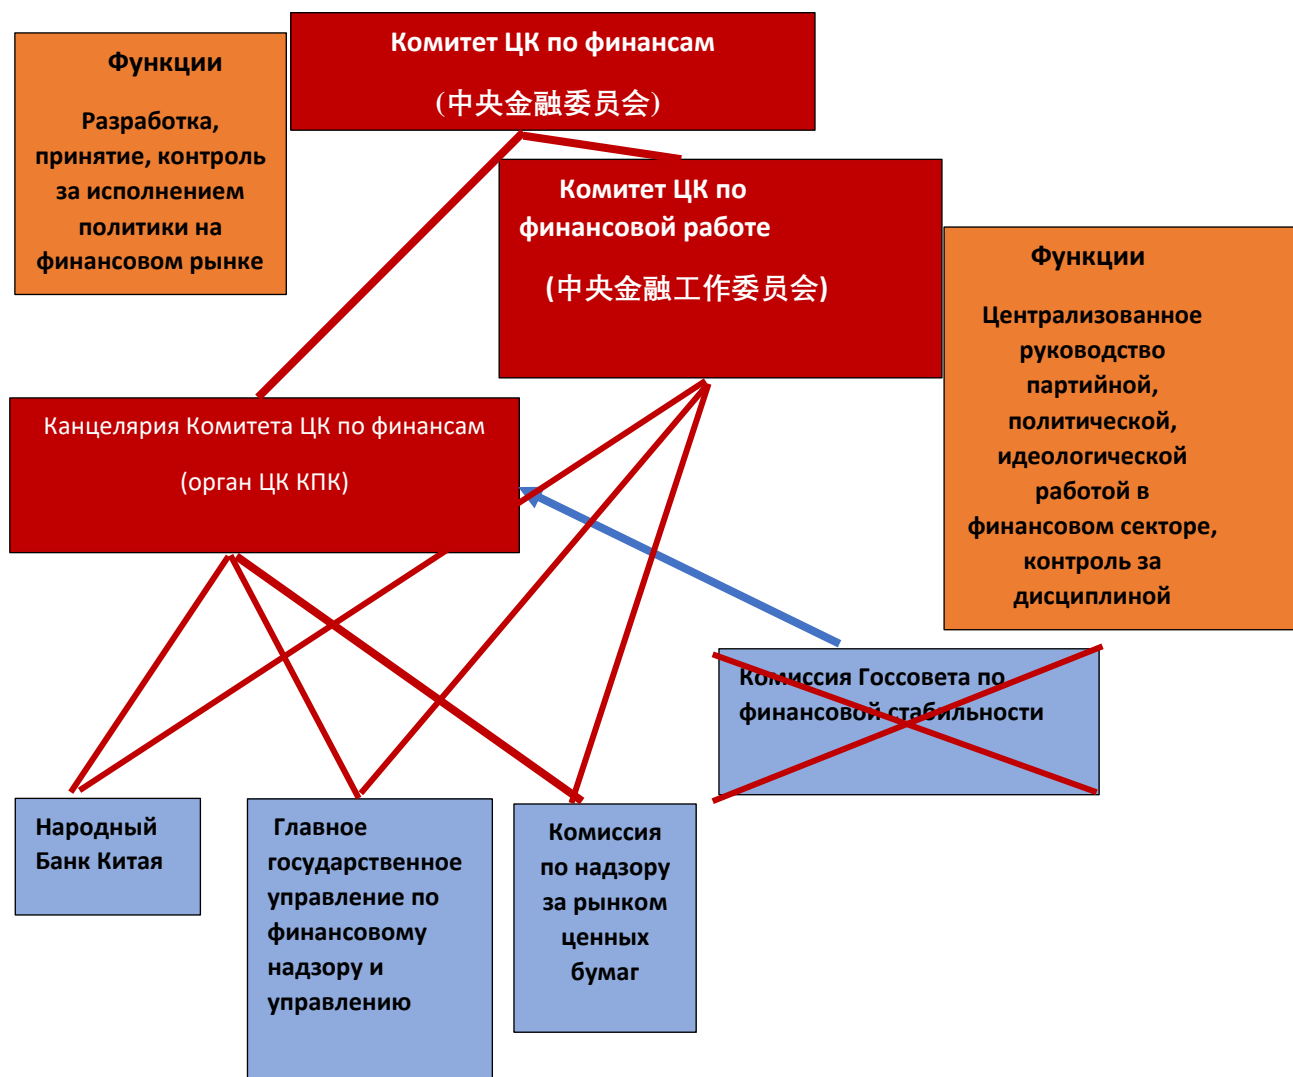 Комитет ЦК по финансам
(中央金融委员会)
Функции
Разработка,
принятие, контроль
за исполнением
политики на
финансовом рынке
Комитет ЦК по
финансовой работе
(中央金融工作委员会)
Функции
Централизованное
руководство
партийной,
политической,
идеологической
работой в
финансовом секторе,
контроль за
дисциплиной
Канцелярия Комитета ЦК по финансам
(орган ЦК КПК)
Комиссия Госсовета по
финансовой стабильности
Народный
Банк Китая
Главное
государственное
управление по
финансовому
надзору и
управлению
Комиссия
по надзору
за рынком
ценных
бумаг